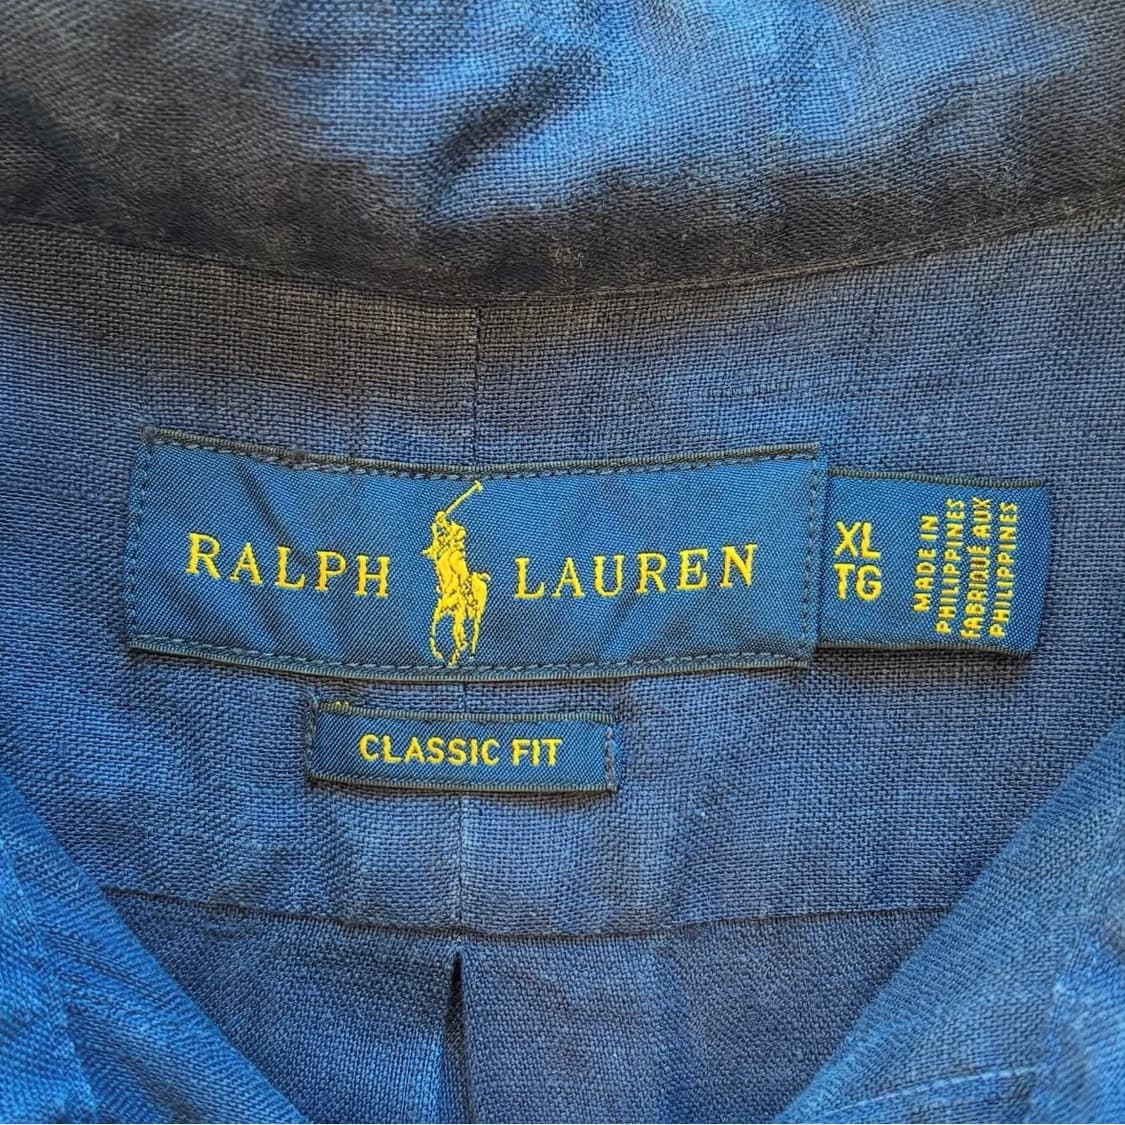 RALPH LAUREN
XL
TG
MADE IN
PHILIPPINES
FABRIQUÉ AUX
PHILIPPINES
CLASSIC FIT